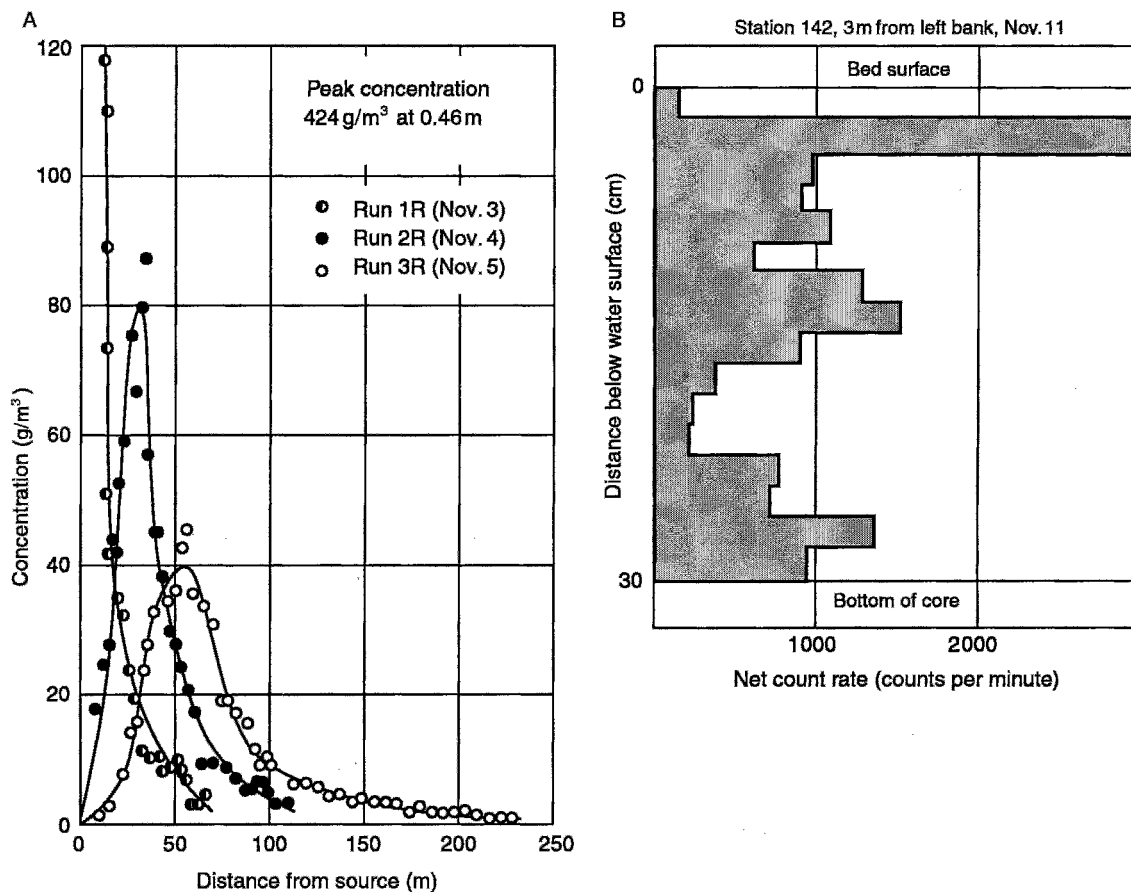 A
120
100
80
60
40
20
0
Concentration (g/m³)
Peak concentration
424 g/m³ at 0.46 m
Run 1R (Nov. 3)
Run 2R (Nov. 4)
Run 3R (Nov. 5)
0
50
100
150
200
250
Distance from source (m)
B
Station 142, 3 m from left bank, Nov. 11
Bed surface
0
30
Distance below water surface (cm)
Bottom of core
1000
2000
Net count rate (counts per minute)